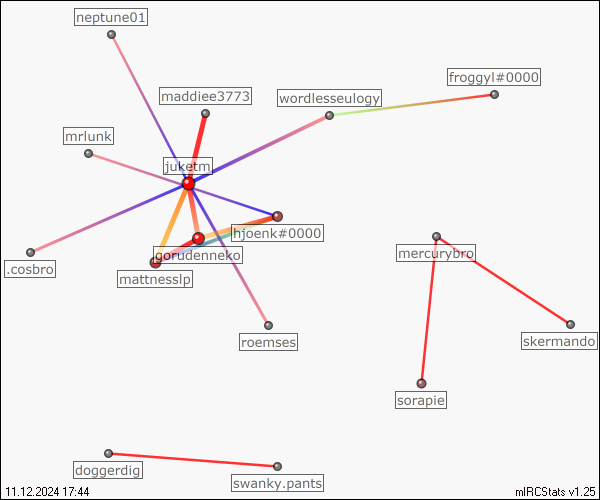 neptune01
froggyl#0000
maddiee3773
wordlesseulogy
mrlunk
juketm
hjoenk#0000
mercurybro
gorudenneko
.cosbro
mattnesslp
roemses
skermando
sorapie
doggerdig
swanky.pants
11.12.2024 17:44
mIRCStats v1.25